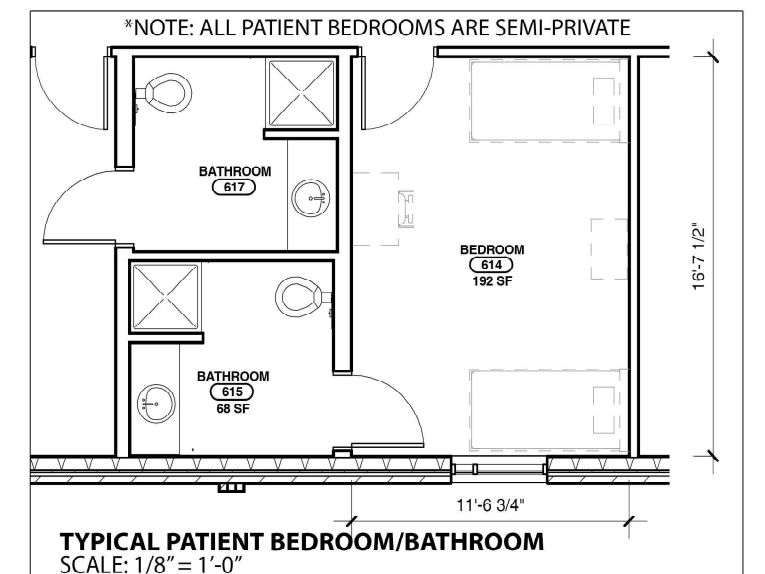 *NOTE: ALL PATIENT BEDROOMS ARE SEMI-PRIVATE
BATHROOM
617
BEDROOM
614
192 SF
16'-7 1/2"
BATHROOM
615
68 SF
11'-6 3/4"
TYPICAL PATIENT BEDROOM/BATHROOM
SCALE: 1/8” = 1’-0”